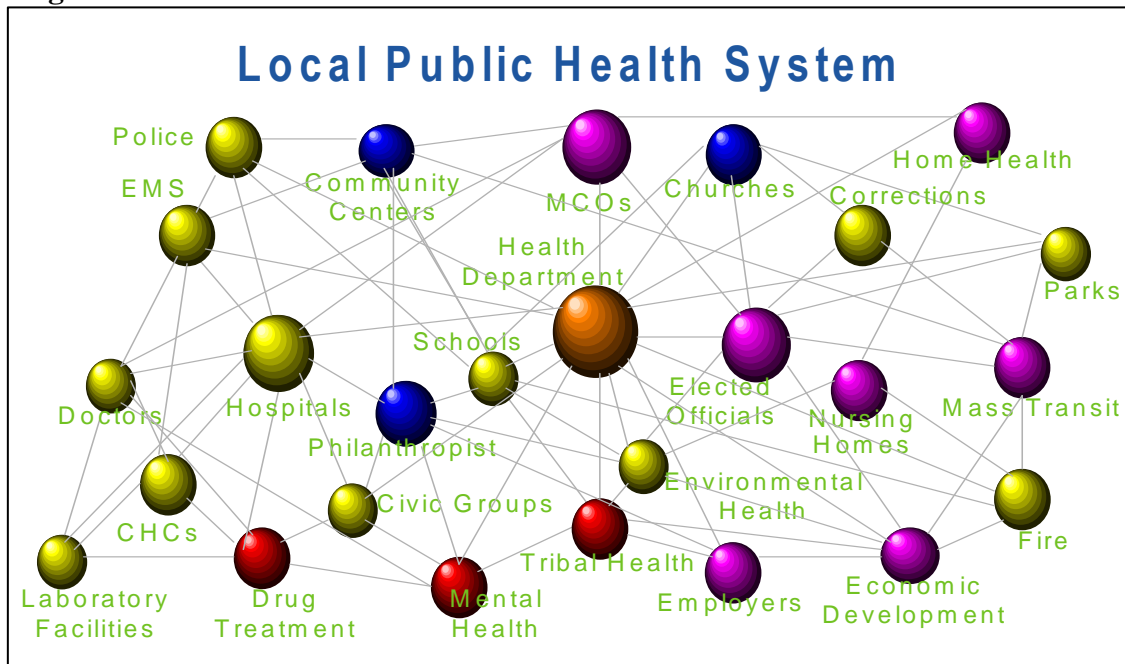 Local Public Health System
Police
EMS
Community
Centers
MCOs
Churches
Home Health
Corrections
Health
Department
Parks
Schools
Doctors
Hospitals
Philanthropist
Elected
Officials
Nursing
Homes
Mass Transit
CHCs
Civic Groups
Environmental
Health
Fire
Laboratory
Facilities
Drug
Treatment
Mental
Health
Tribal Health
Employers
Economic
Development